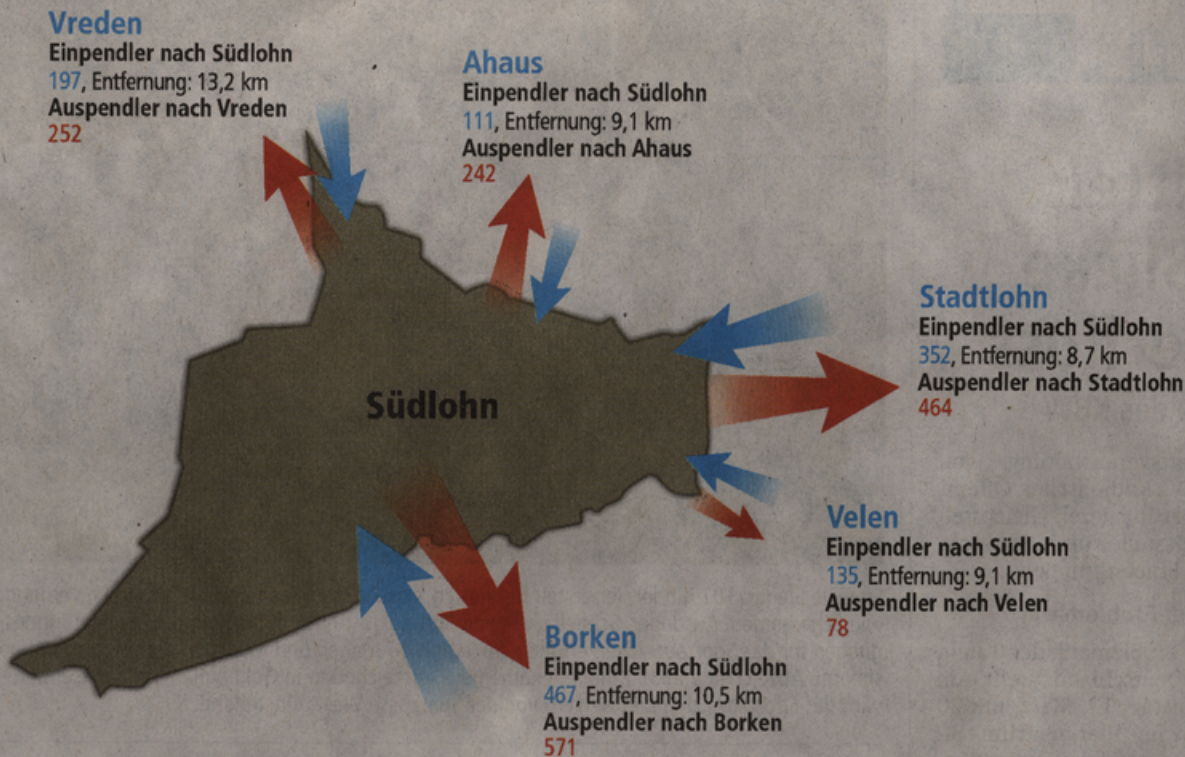 Vreden
Einpendler nach Südlohn
197, Entfernung: 13,2 km
Auspendler nach Vreden
252
Ahaus
Einpendler nach Südlohn
111, Entfernung: 9,1 km
Auspendler nach Ahaus
242
Stadtlohn
Einpendler nach Südlohn
352, Entfernung: 8,7 km
Auspendler nach Stadtlohn
464
Südlohn
Velen
Einpendler nach Südlohn
135, Entfernung: 9,1 km
Auspendler nach Velen
78
Borken
Einpendler nach Südlohn
467, Entfernung: 10,5 km
Auspendler nach Borken
571